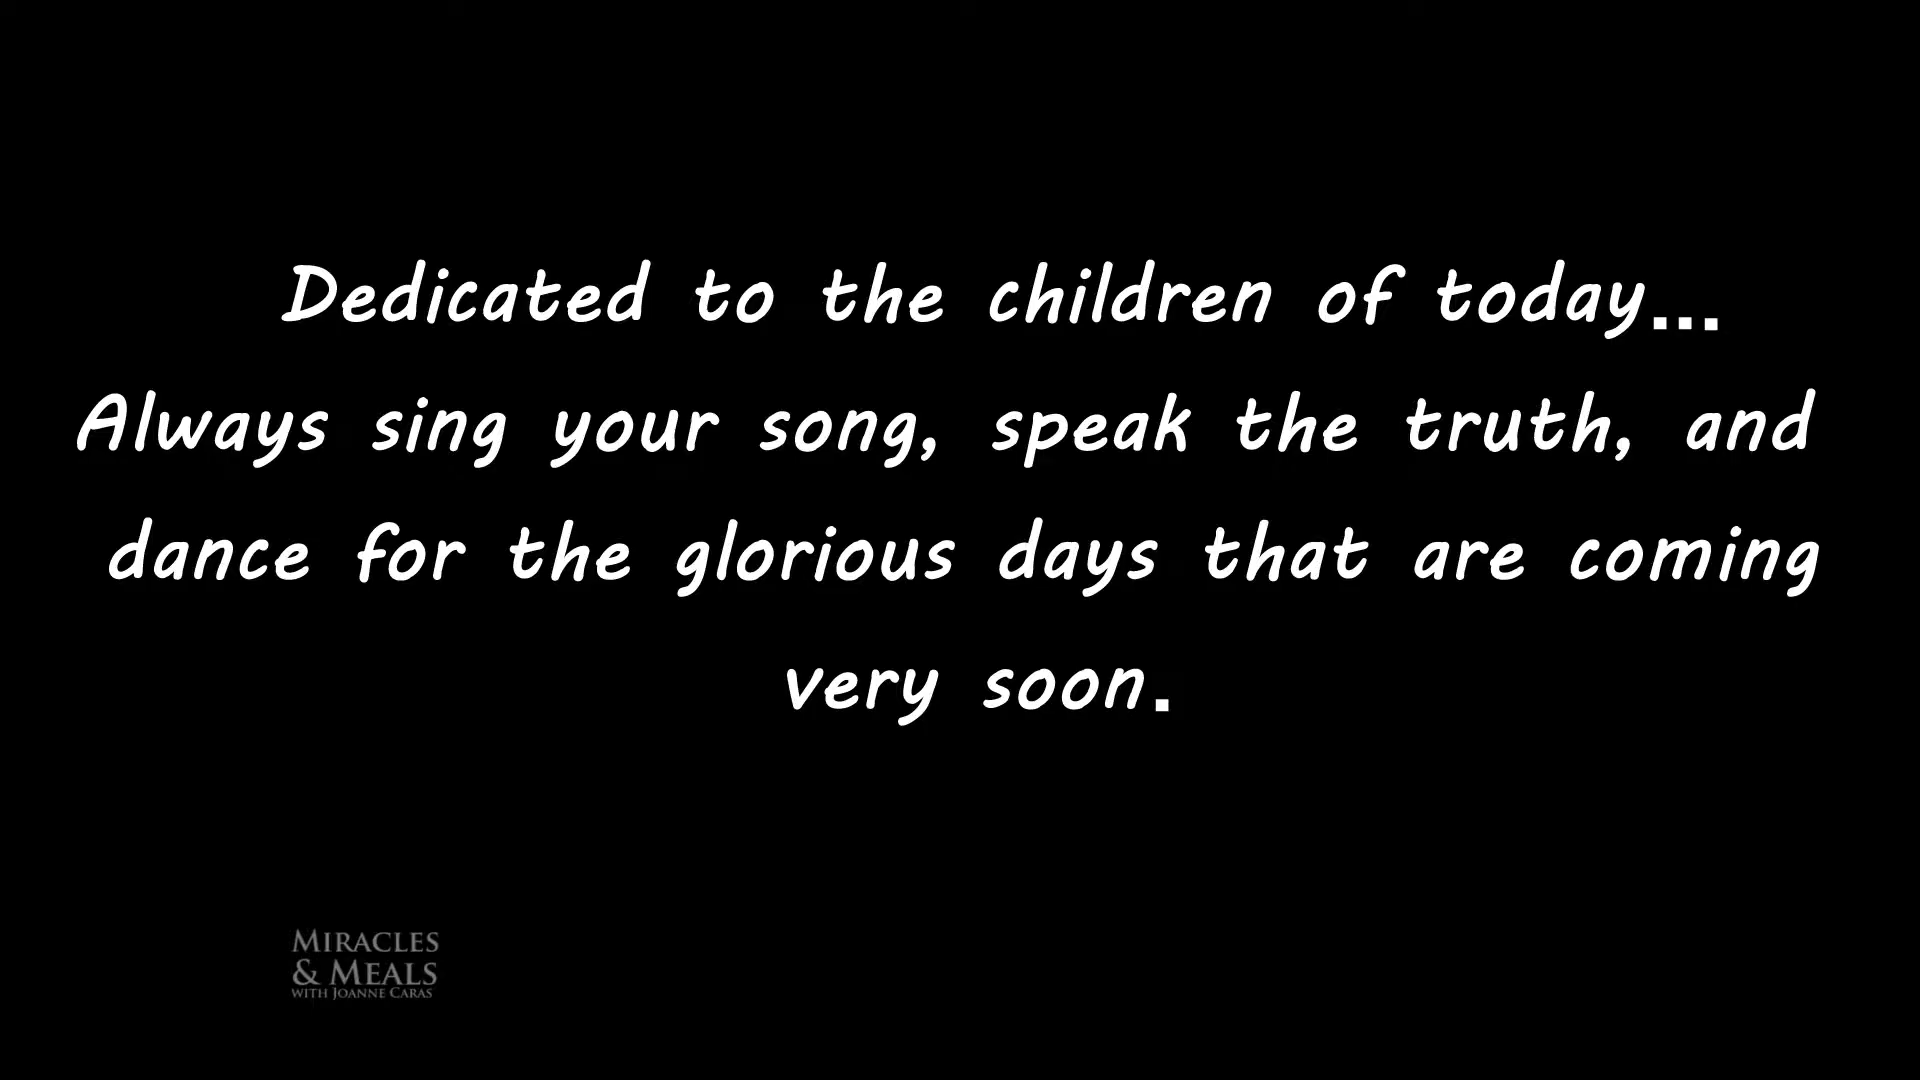 Dedicated to the children of today...
Always sing your song, speak the truth, and
dance for the glorious days that are coming
very soon.
MIRACLES
& MEALS
WITH JOANNE CARAS